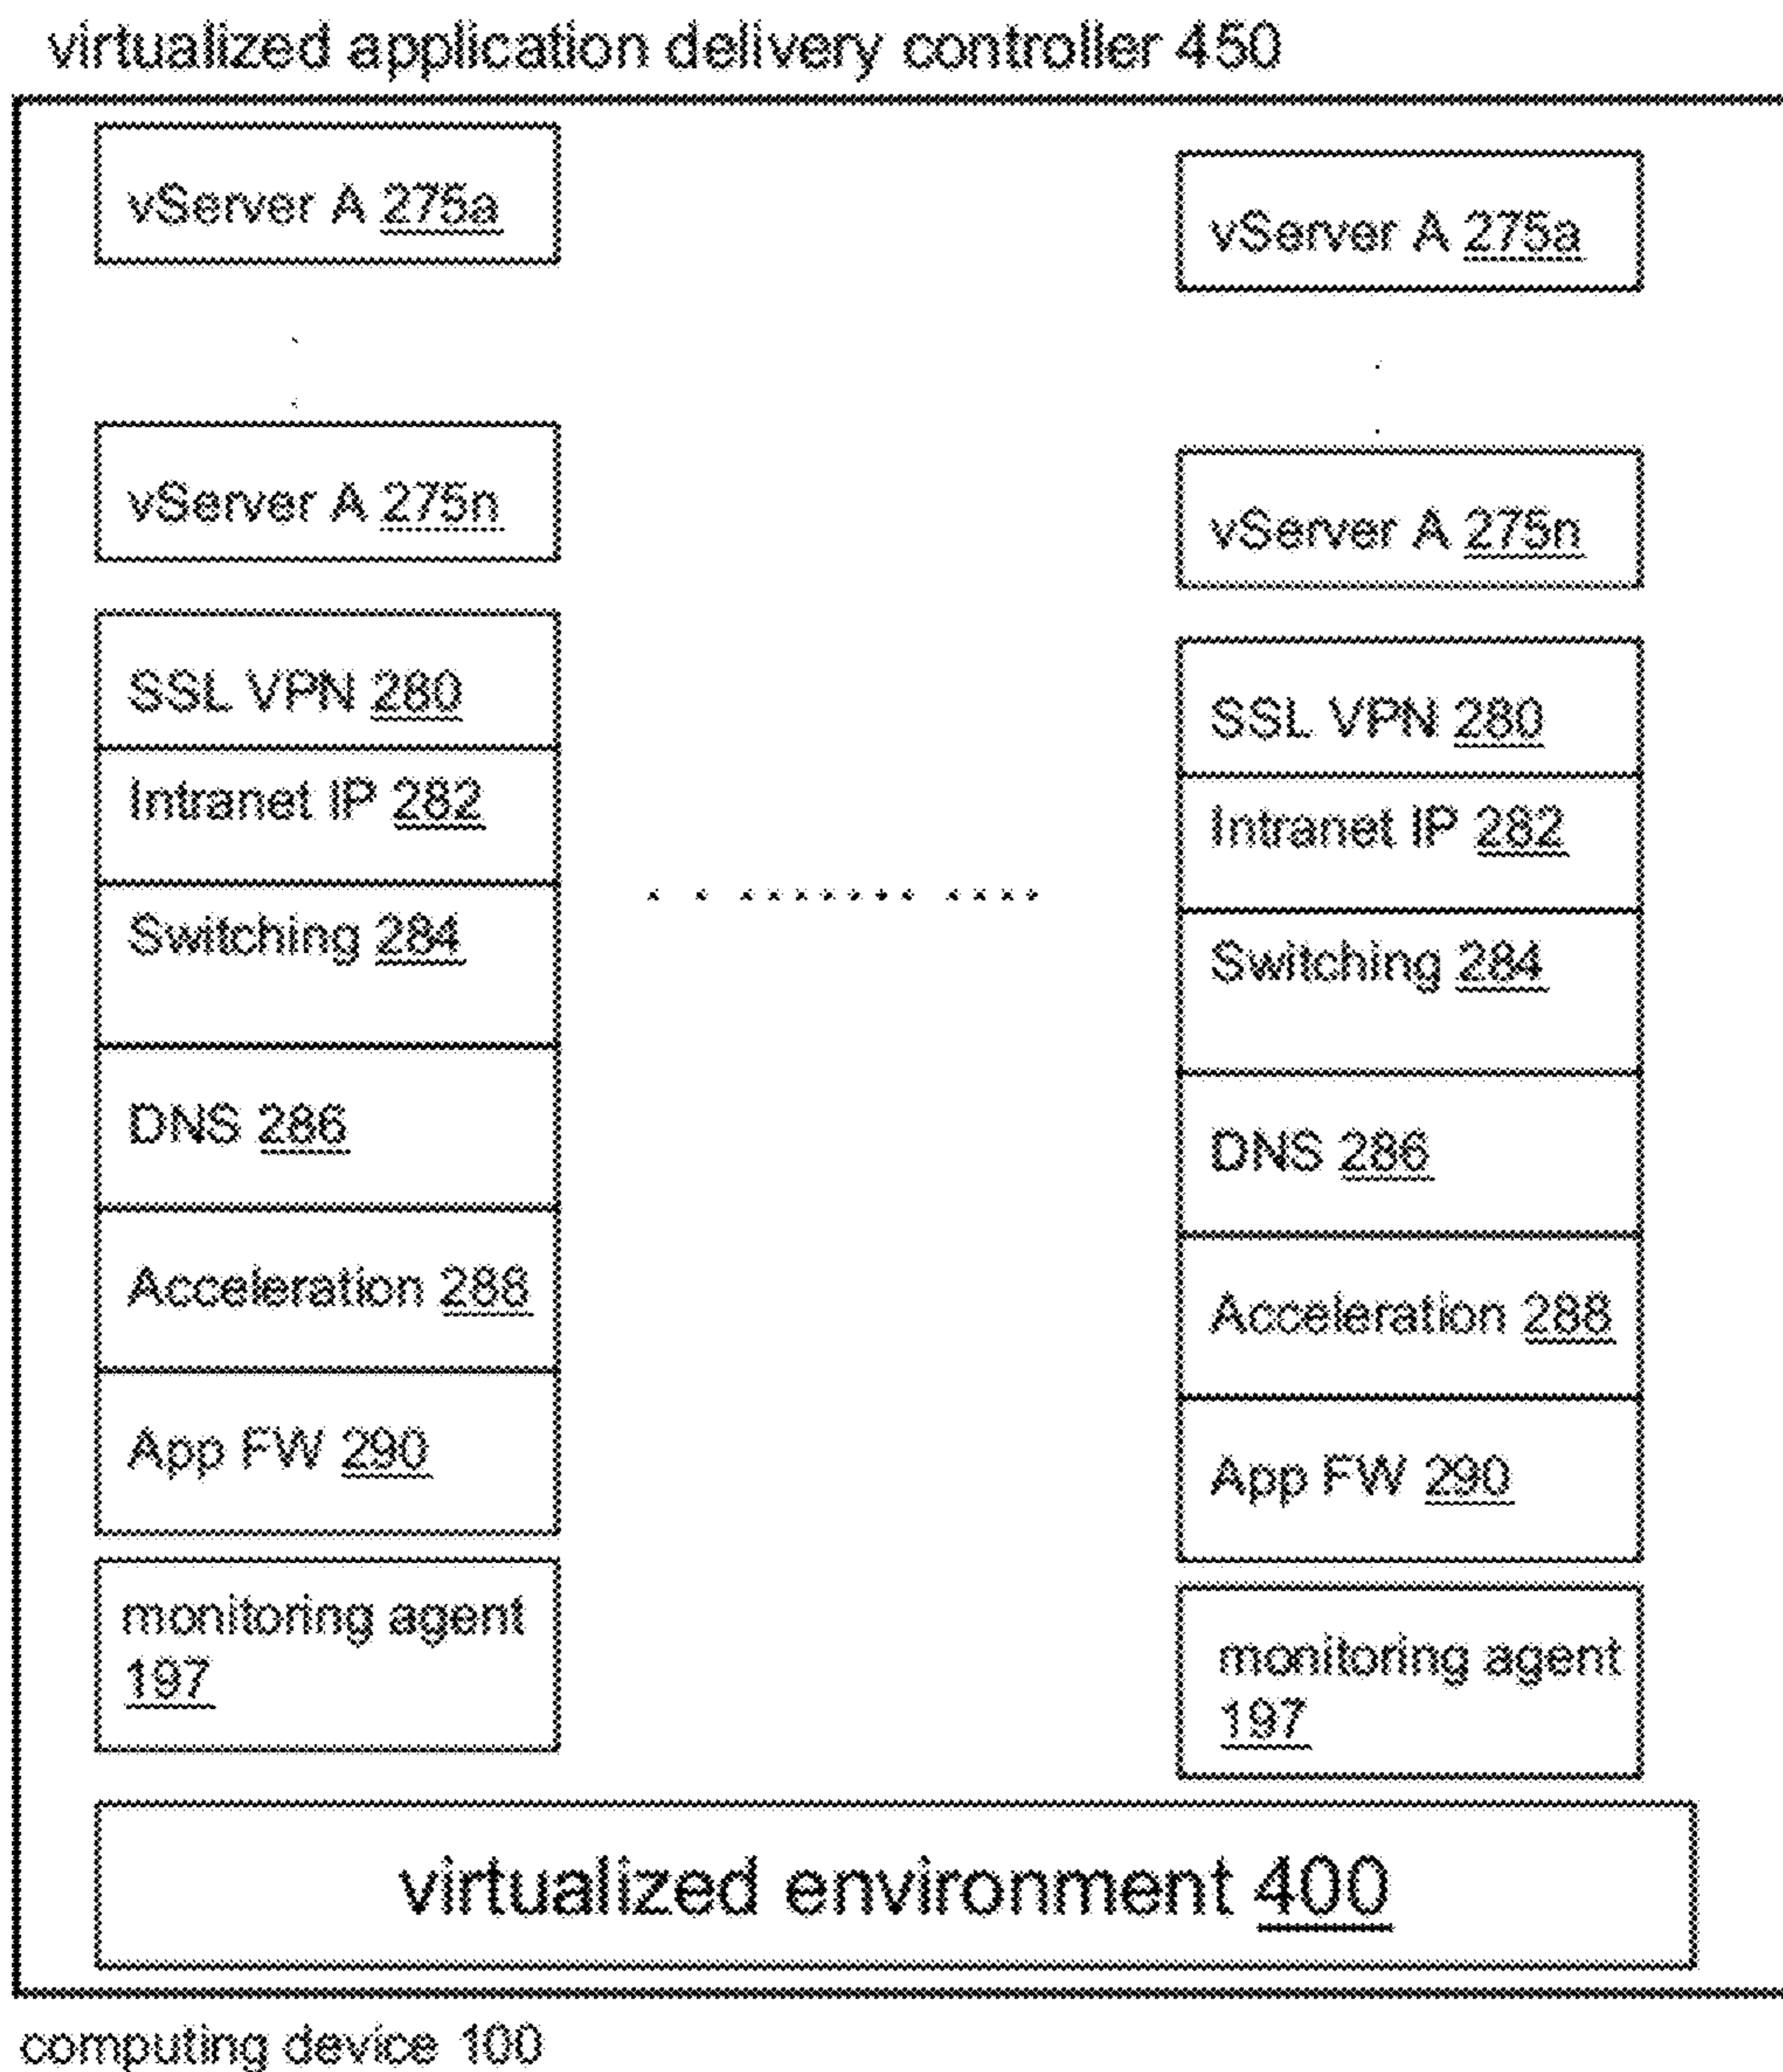 virtualized application delivery controller 450
vServer A 275a
vServer A 275n
SSL VPN 280
Intranet IP 282
Switching 284
DNS 286
Acceleration 288
App FW 290
monitoring agent
197
vServer A 275a
vServer A 275n
SSL VPN 280
Intranet IP 282
Switching 284
DNS 286
Acceleration 288
App FW 290
monitoring agent
197
virtualized environment 400
computing device 100